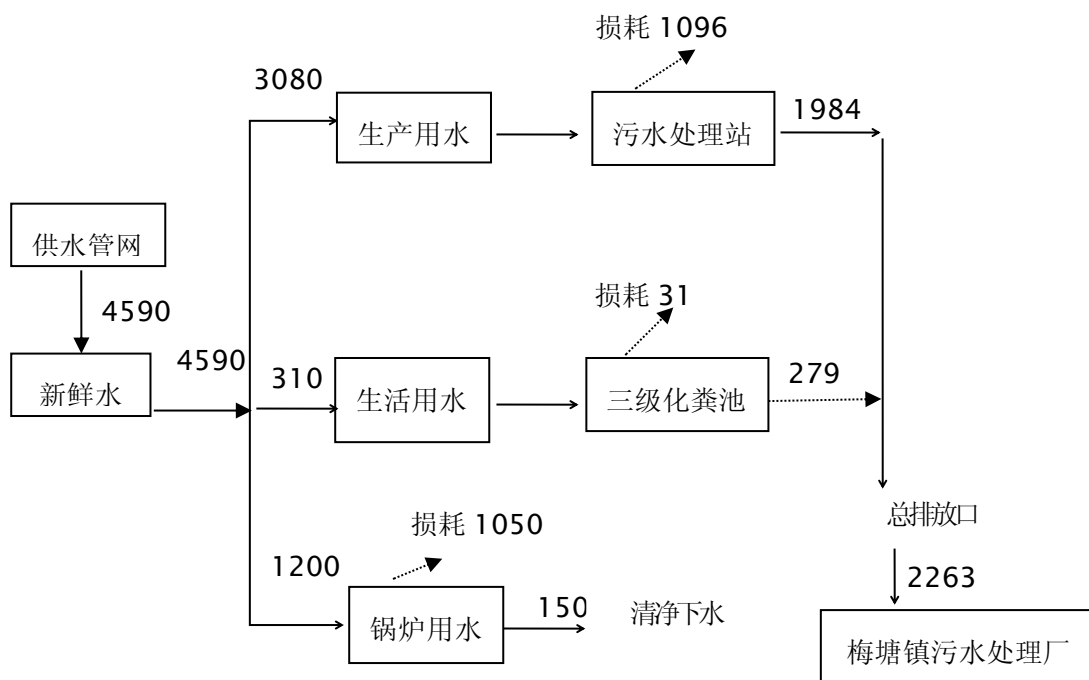 损耗 1096
3080
1984
生产用水
污水处理站
供水管网
4590
损耗 31
4590
310
279
新鲜水
生活用水
三级化粪池
总排放口
损耗 1050
1200
2263
150
清净下水
锅炉用水
梅塘镇污水处理厂